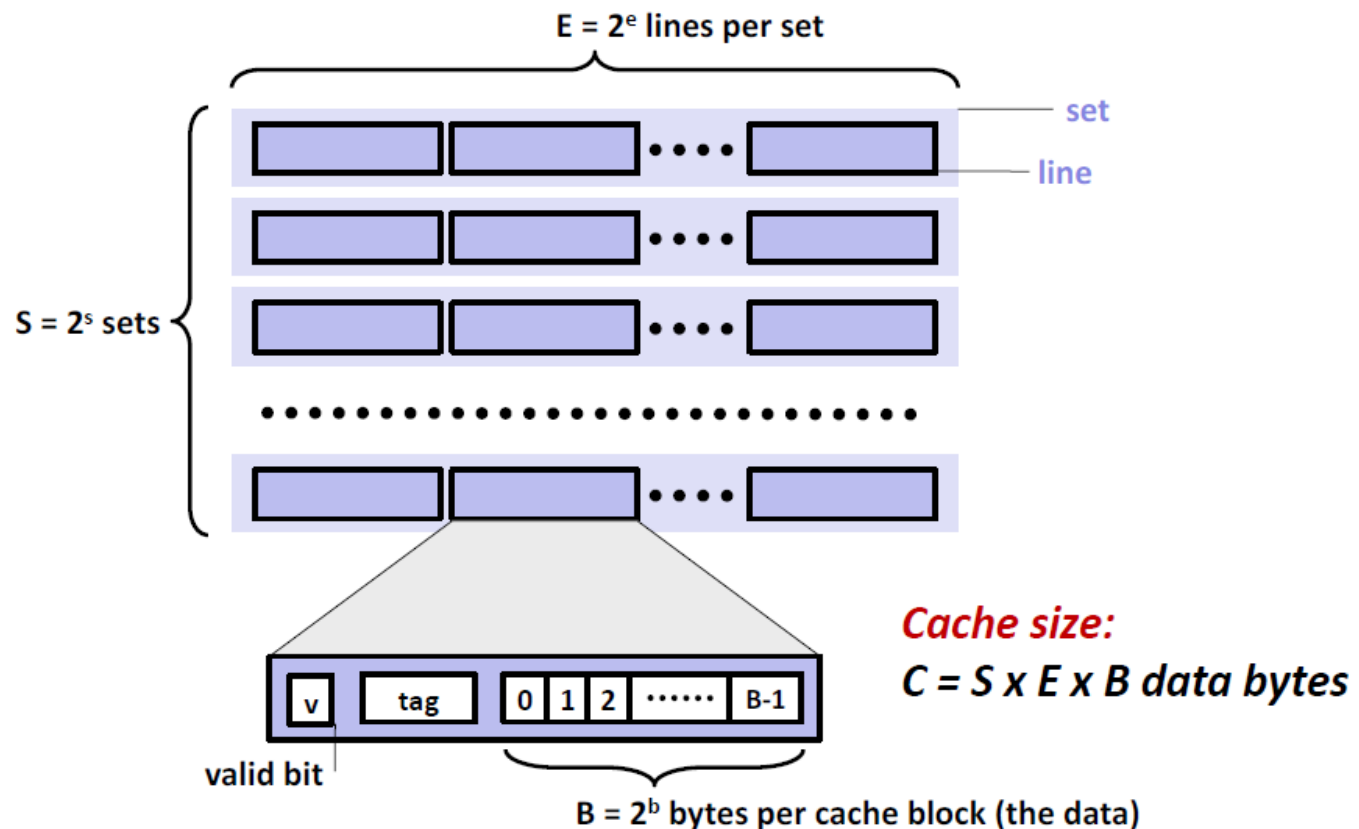 E = 2ᵉ lines per set
set
line
S = 2ˢ sets
v
tag
0 1 2 ...... B-1
valid bit
B = 2ᵇ bytes per cache block (the data)
Cache size:
C = S x E x B data bytes